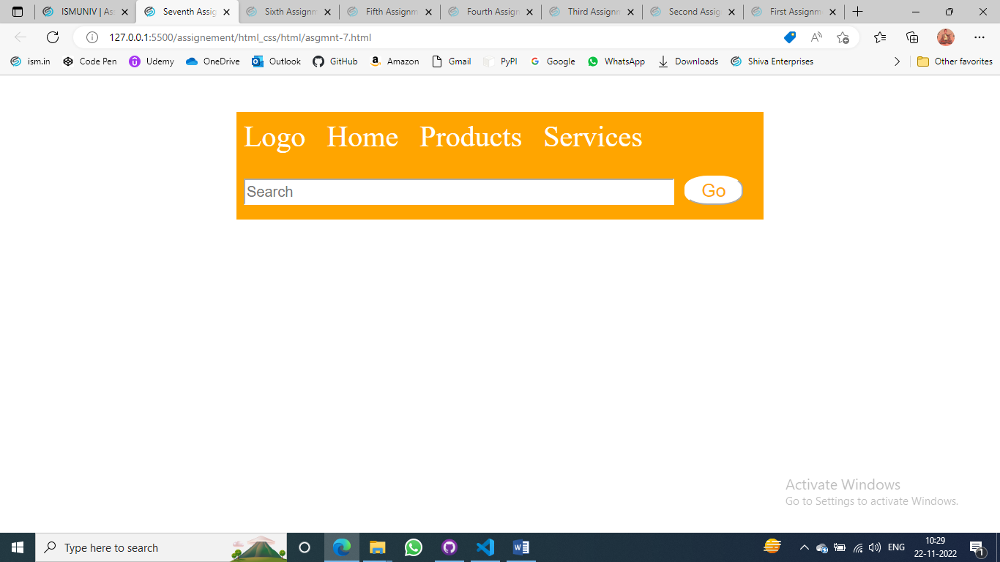 ISMUNIV | As
Seventh Assig
Sixth Assignm
Fifth Assignm
Fourth Assign
Third Assignm
Second Assig
First Assignm
127.0.0.1:5500/assignement/html_css/html/asgmnt-7.html
ism.in
Code Pen
Udemy
OneDrive
Outlook
GitHub
Amazon
Gmail
PyPI
Google
WhatsApp
Downloads
Shiva Enterprises
Other favorites
Logo Home Products Services
Search
Go
Activate Windows
Go to Settings to activate Windows.
Type here to search
ENG
10:29
22-11-2022
1